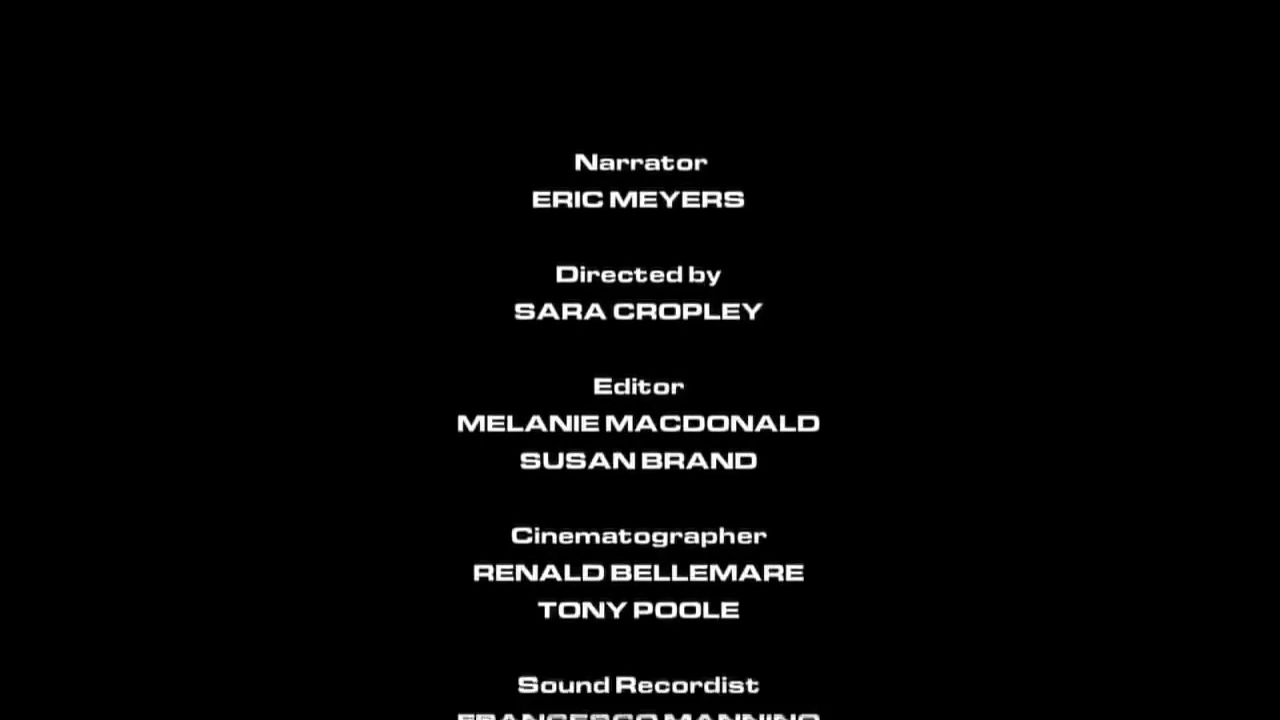 Narrator
ERIC MEYERS
Directed by
SARA CROPLEY
Editor
MELANIE MACDONALD
SUSAN BRAND
Cinematographer
RENALD BELLEMARE
TONY POOLE
Sound Recordist